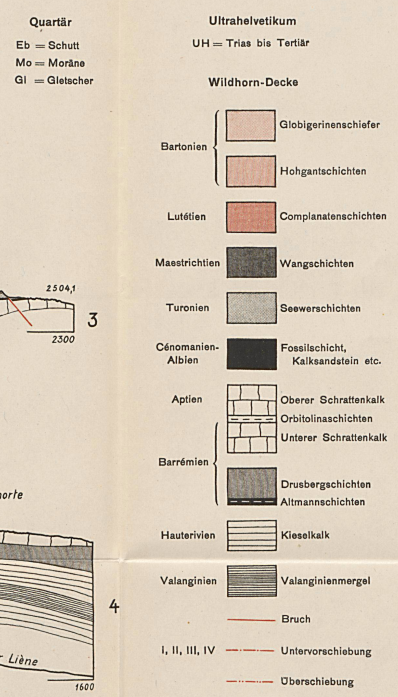 Quartär
Eb = Schutt
Mo = Moräne
Gl = Gletscher
Ultrahelvetikum
UH = Trias bis Tertiär
Wildhorn-Decke
Bartonien
Globigerinenschiefer
Hohgantschichten
Lutétien Complanatenschichten
Maestrichtien Wangschichten
Turonien Seewerschichten
Cénomanien-
Albien
Fossilschicht,
Kalksandstein etc.
Aptien
Oberer Schrattenkalk
Orbitolinaschichten
Unterer Schrattenkalk
Barrémien
Drusbergschichten
Altmannschichten
Hauterivien Kieselkalk
Valanginien Valanginienmergel
Bruch
I, II, III, IV Untervorschiebung
Überschiebung
2504,1
3
2300
4
Liène
1600